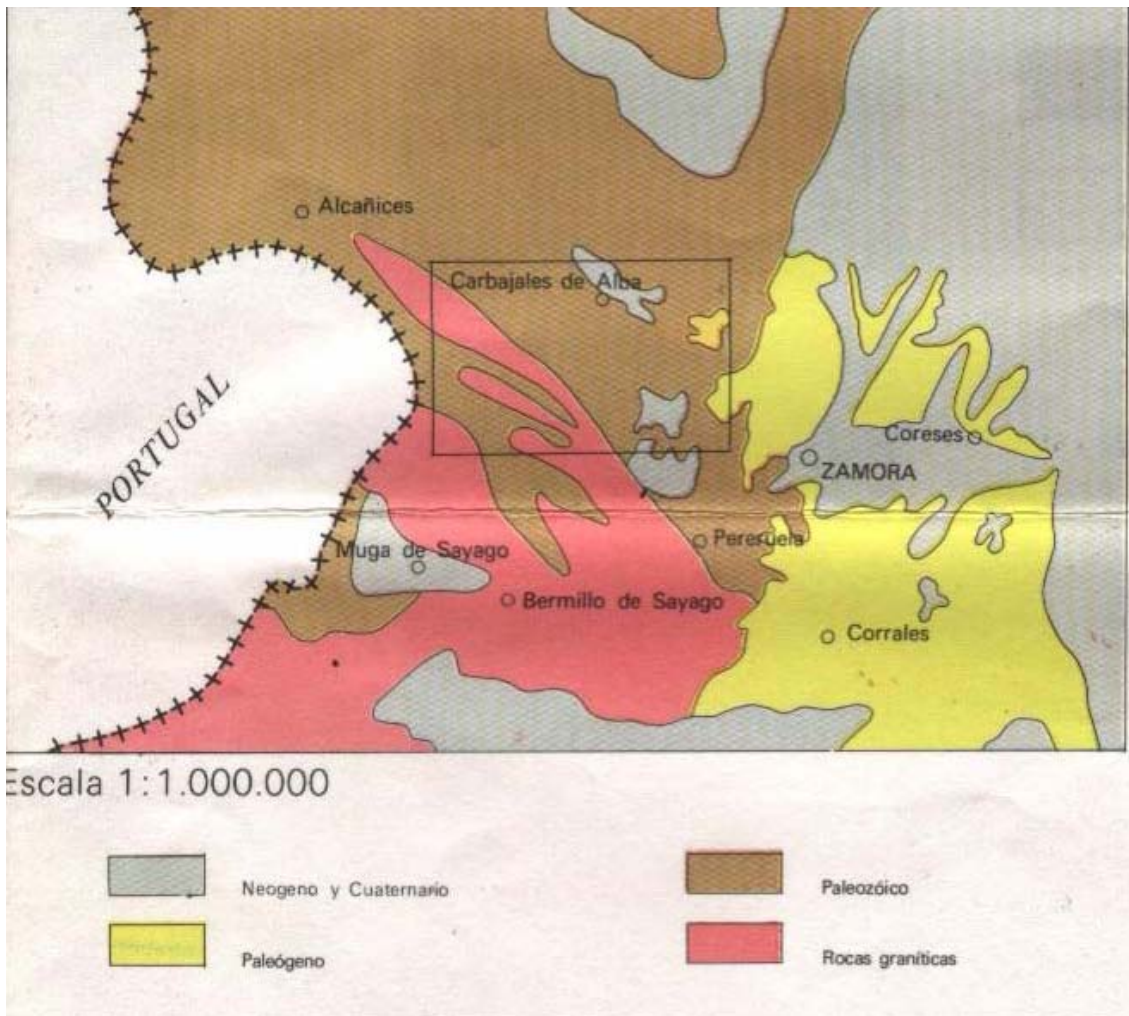 Alcañices
Carbajales de Alba
PORTUGAL
Coreses
ZAMORA
Muga de Sayago
Pereruela
Bermillo de Sayago
Corrales
Escala 1:1.000.000
Neogeno y Cuaternario
Paleozóico
Paleógeno
Rocas graníticas